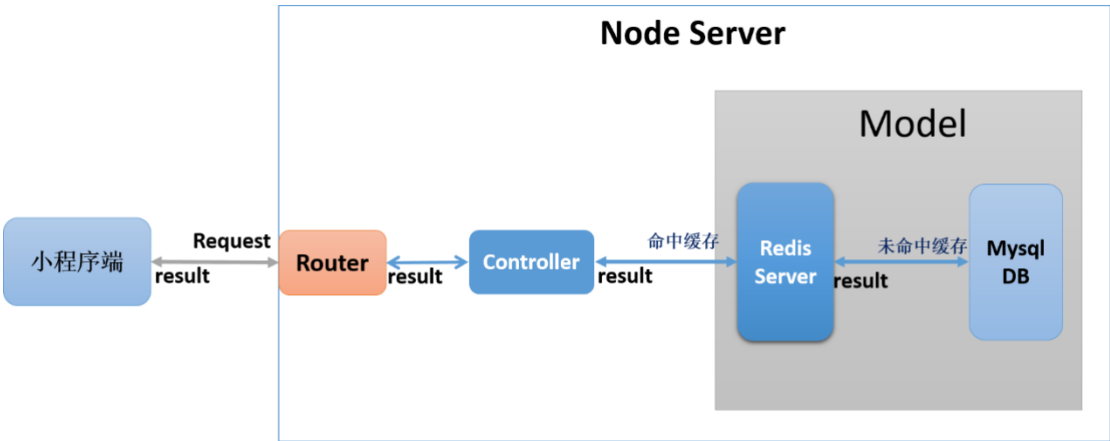 Node Server
Model
小程序端
Request
result
Router
result
Controller
命中缓存
result
Redis
Server
未命中缓存
result
Mysql
DB